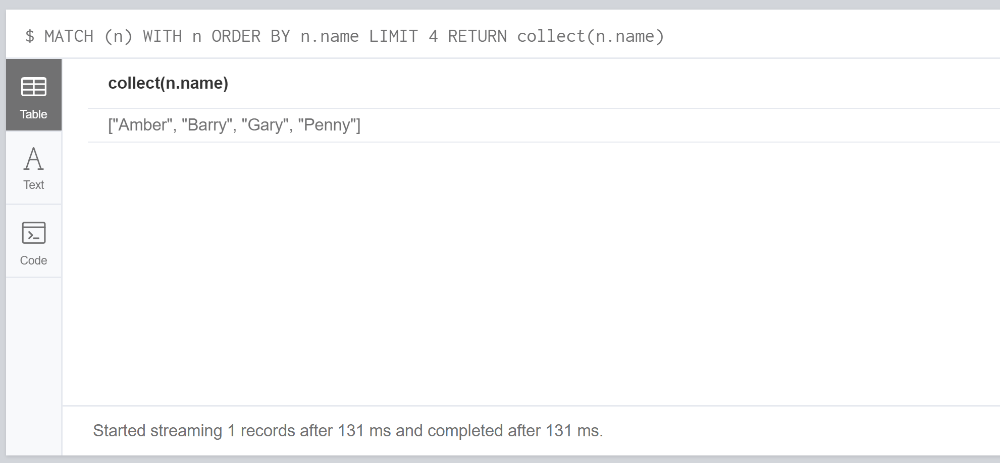 $ MATCH (n) WITH n ORDER BY n.name LIMIT 4 RETURN collect(n.name)
collect(n.name)
Table
["Amber", "Barry", "Gary", "Penny"]
Text
Code
Started streaming 1 records after 131 ms and completed after 131 ms.